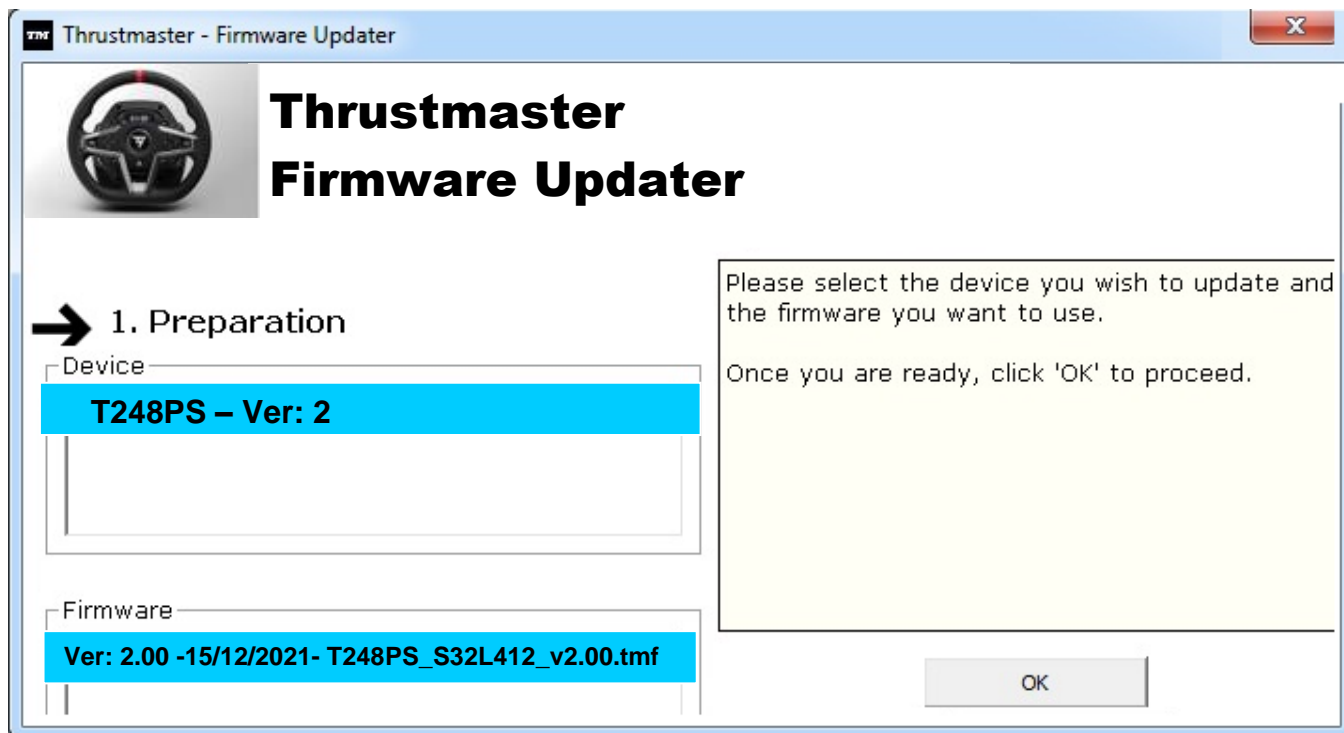 Thrustmaster - Firmware Updater
Thrustmaster
Firmware Updater
1. Preparation
Device
T248PS – Ver: 2
Firmware
Ver: 2.00 -15/12/2021- T248PS_S32L412_v2.00.tmf
Please select the device you wish to update and
the firmware you want to use.
Once you are ready, click 'OK' to proceed.
OK